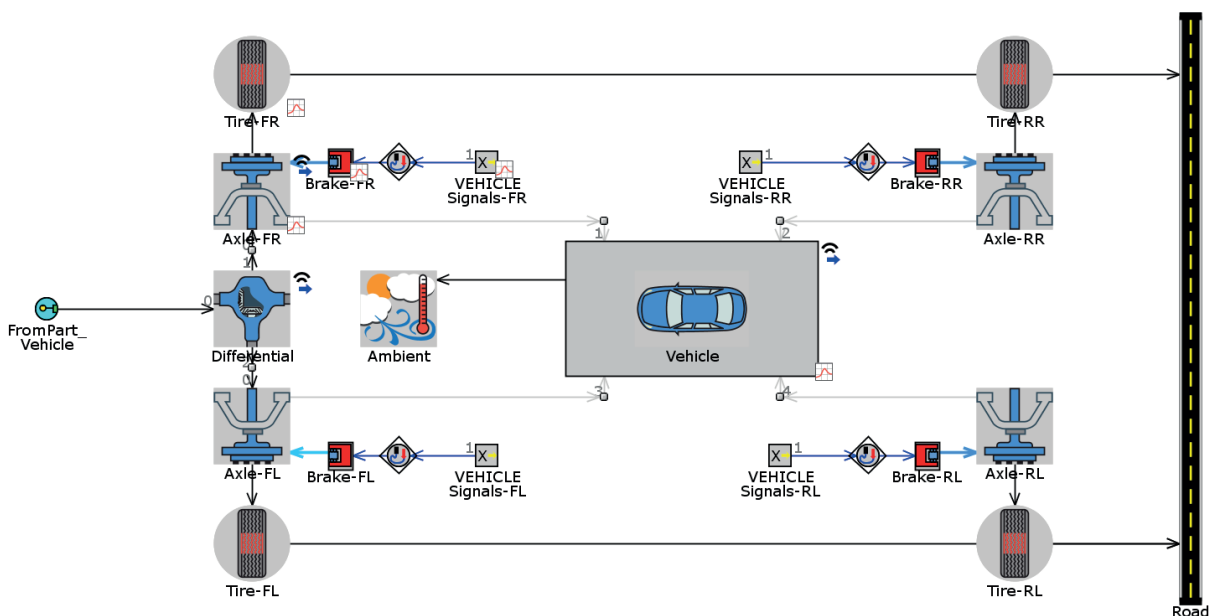 Tire-FR
Tire-RR
1
Brake-FR
VEHICLE
Signals-FR
1
VEHICLE
Signals-RR
Brake-RR
Axle-FR
1
2
Axle-RR
1
0
FromPart_
Vehicle
Differential
Ambient
Vehicle
2
0
3
4
Axle-FL
Brake-FL
1
VEHICLE
Signals-FL
1
VEHICLE
Signals-RL
Brake-RL
Axle-RL
Tire-FL
Tire-RL
Road